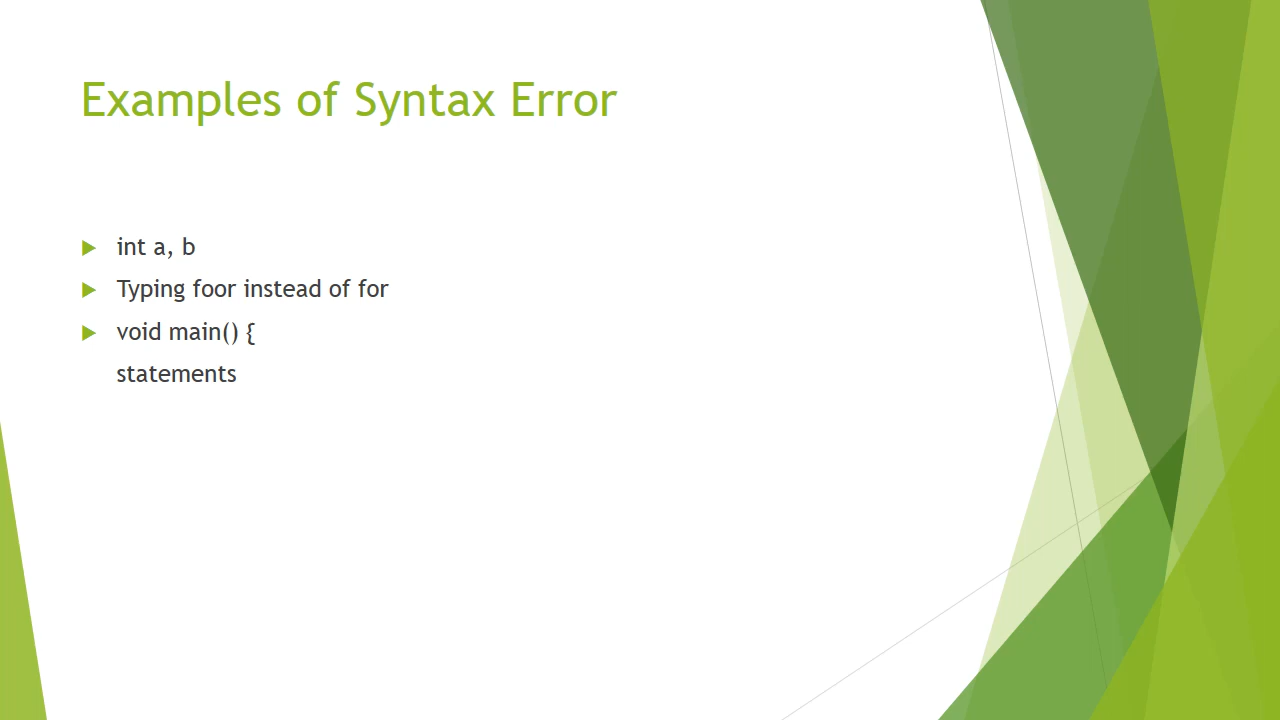 Examples of Syntax Error
int a, b
Typing foor instead of for
void main() {
statements